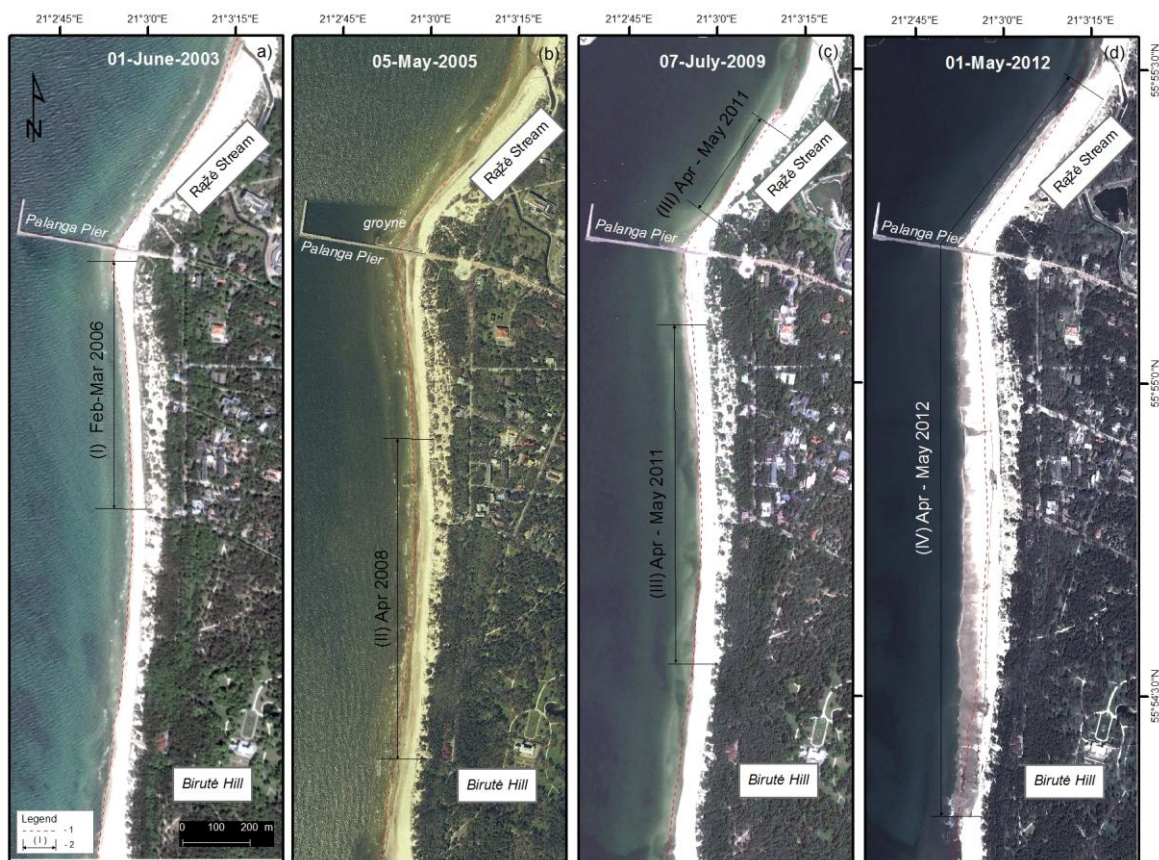 21°2'45"E 21°3'0"E 21°3'15"E
21°2'45"E 21°3'0"E 21°3'15"E
21°2'45"E 21°3'0"E 21°3'15"E
21°2'45"E 21°3'0"E 21°3'15"E
a)
01-June-2003
N
Rąžė Stream
Palanga Pier
(I) Feb-Mar 2006
Birutė Hill
Legend
- 1
(I)
- 2
0 100 200 m
(b)
05-May-2005
Rąžė Stream
groyne
Palanga Pier
(II) Apr 2008
Birutė Hill
(c)
07-July-2009
(III) Apr - May 2011
Rąžė Stream
Palanga Pier
(III) Apr - May 2011
Birutė Hill
(d)
01-May-2012
Rąžė Stream
Palanga Pier
(IV) Apr - May 2012
Birutė Hill
55°55'30"N
55°55'0"N
55°54'30"N